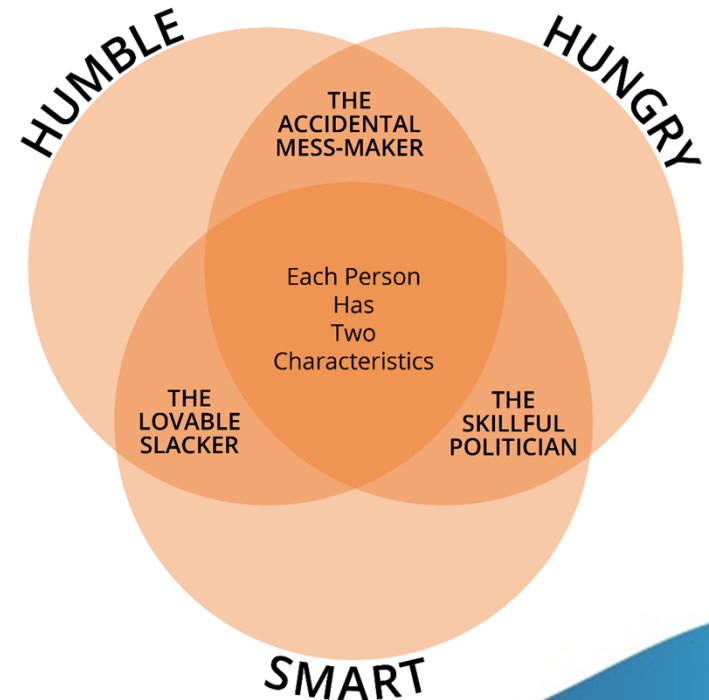 HUMBLE
HUNGRY
THE
ACCIDENTAL
MESS-MAKER
Each Person
Has
Two
Characteristics
THE
LOVABLE
SLACKER
THE
SKILLFUL
POLITICIAN
SMART